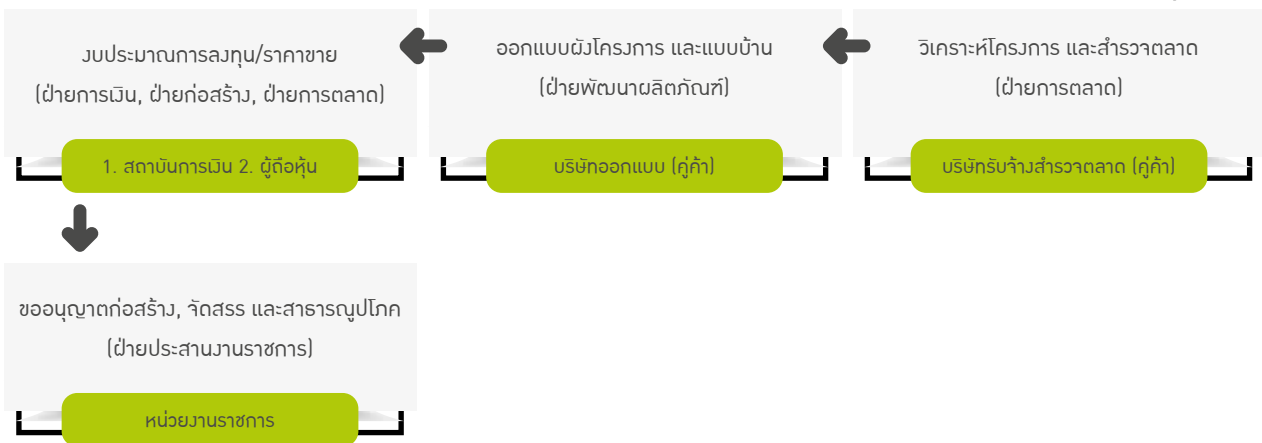 งบประมาณการลงทุน/ราคาขาย
(ฝ่ายการเงิน, ฝ่ายก่อสร้าง, ฝ่ายการตลาด)
1. สถาบันการเงิน 2. ผู้ถือหุ้น
ออกแบบผังโครงการ และแบบบ้าน
(ฝ่ายพัฒนาผลิตภัณฑ์)
บริษัทออกแบบ (คู่ค้า)
วิเคราะห์โครงการ และสำรวจตลาด
(ฝ่ายการตลาด)
บริษัทรับจ้างสำรวจตลาด (คู่ค้า)
ขออนุญาตก่อสร้าง, จัดสรร และสาธารณูปโภค
(ฝ่ายประสานงานราชการ)
หน่วยงานราชการ